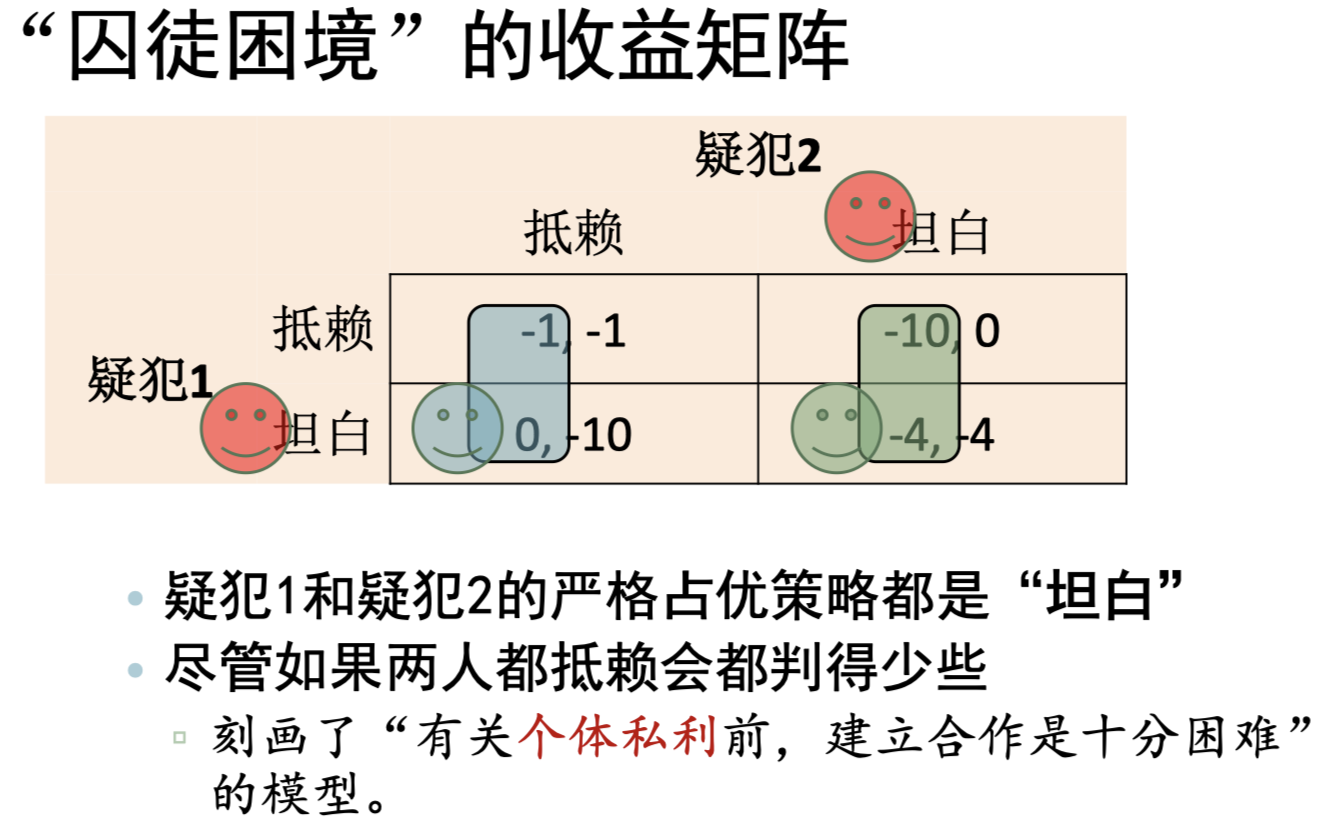 “囚徒困境”的收益矩阵
疑犯2
抵赖 坦白
抵赖 -1, -1 -10, 0
疑犯1
坦白 0, -10 -4, -4
• 疑犯1和疑犯2的严格占优策略都是“坦白”
• 尽管如果两人都抵赖会都判得少些
▫ 刻画了“有关个体私利前，建立合作是十分困难”
的模型。